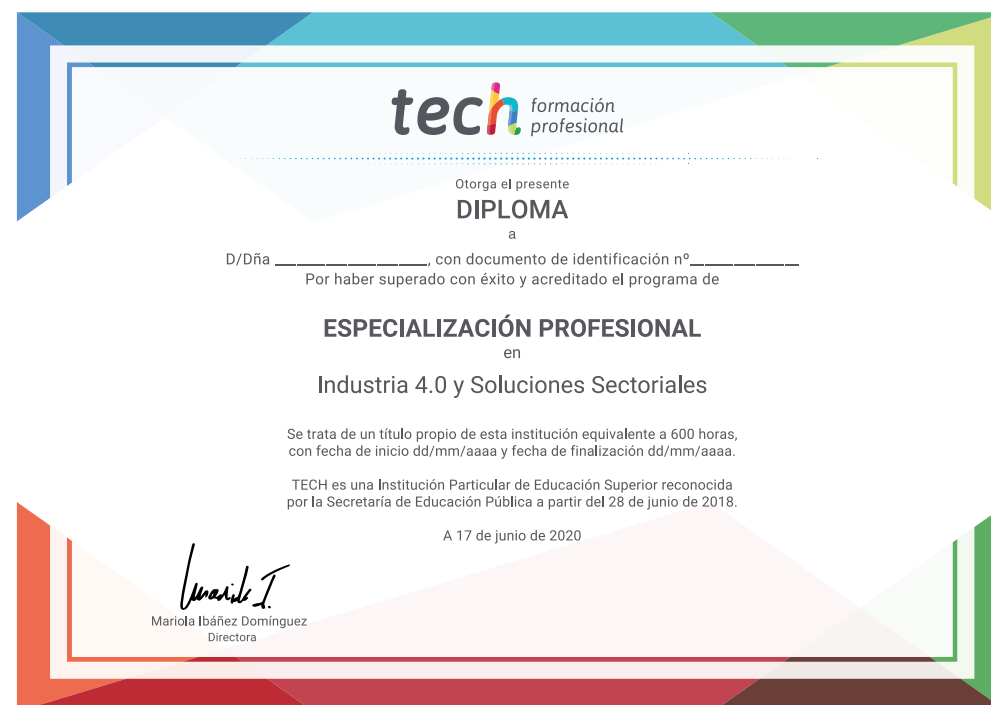 tech formación
profesional
Otorga el presente
DIPLOMA
a
D/Dña ______________, con documento de identificación nº__________
Por haber superado con éxito y acreditado el programa de
ESPECIALIZACIÓN PROFESIONAL
en
Industria 4.0 y Soluciones Sectoriales
Se trata de un título propio de esta institución equivalente a 600 horas,
con fecha de inicio dd/mm/aaaa y fecha de finalización dd/mm/aaaa.
TECH es una Institución Particular de Educación Superior reconocida
por la Secretaría de Educación Pública a partir del 28 de junio de 2018.
A 17 de junio de 2020
Mariola I.
Mariola Ibáñez Domínguez
Directora